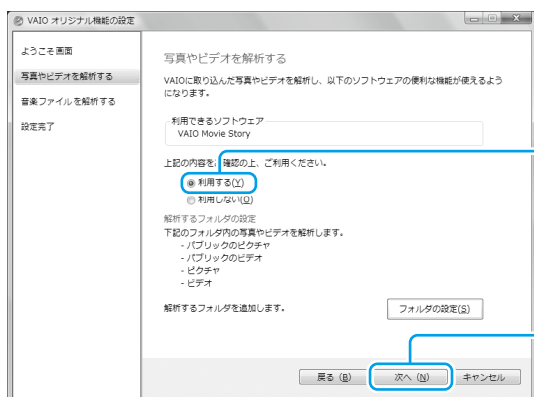 VAIO オリジナル機能の設定
ようこそ画面
写真やビデオを解析する
音楽ファイルを解析する
設定完了
写真やビデオを解析する
VAIOに取り込んだ写真やビデオを解析し、以下のソフトウェアの便利な機能が使えるよう
になります。
利用できるソフトウェア
VAIO Movie Story
上記の内容をご確認の上、ご利用ください。
利用する(Y)
利用しない(O)
解析するフォルダの設定
下記のフォルダ内の写真やビデオを解析します。
- パブリックのピクチャ
- パブリックのビデオ
- ピクチャ
- ビデオ
解析するフォルダを追加します。
フォルダの設定(S)
戻る (B)
次へ (N)
キャンセル